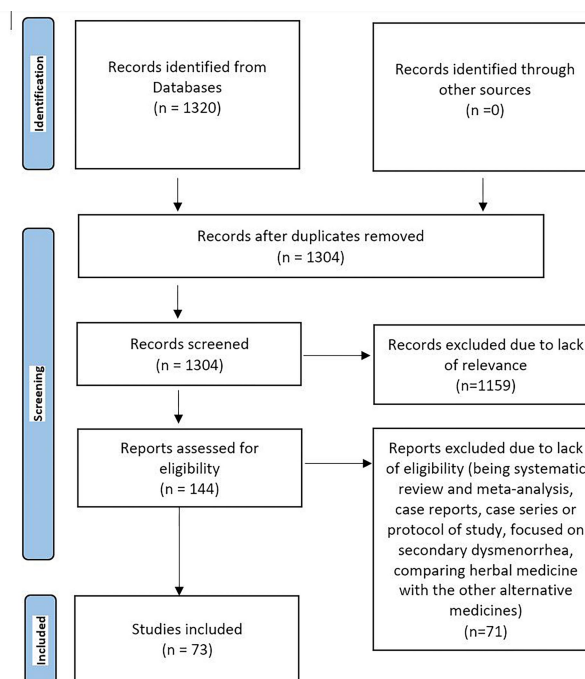 Identification
Records identified from
Databases
(n = 1320)
Records identified through
other sources
(n =0)
Screening
Records after duplicates removed
(n = 1304)
Records screened
(n = 1304)
Records excluded due to lack
of relevance
(n=1159)
Reports assessed for
eligibility
(n = 144)
Reports excluded due to lack
of eligibility (being systematic
review and meta-analysis,
case reports, case series or
protocol of study, focused on
secondary dysmenorrhea,
comparing herbal medicine
with the other alternative
medicines)
(n=71)
Included
Studies included
(n = 73)